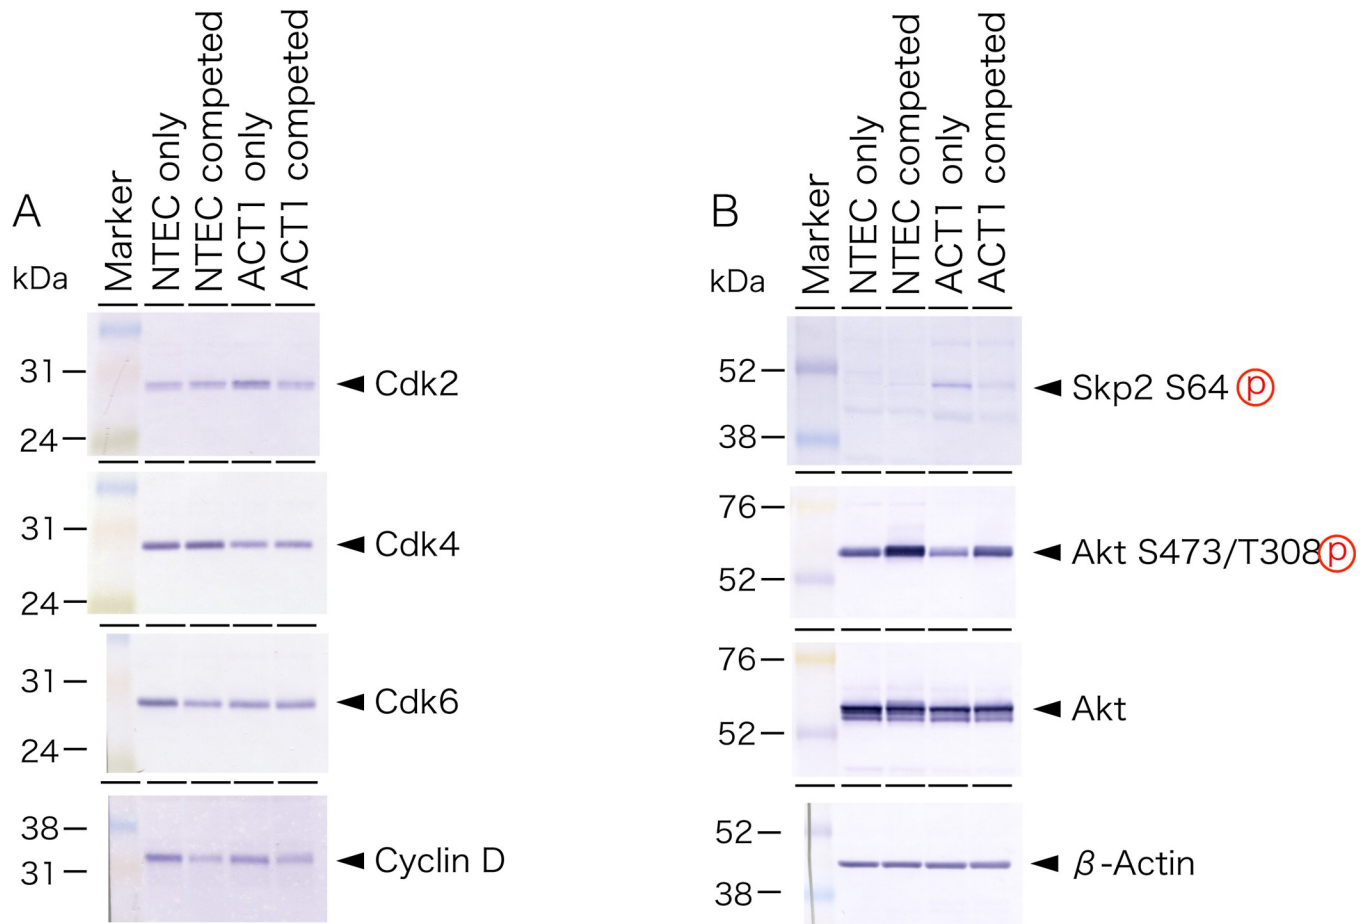 A
kDa
Marker
NTEC only
NTEC competed
ACT1 only
ACT1 competed
31
24
Cdk2
31
24
Cdk4
31
24
Cdk6
38
31
Cyclin D
B
kDa
Marker
NTEC only
NTEC competed
ACT1 only
ACT1 competed
52
38
Skp2 S64 p
76
52
Akt S473/T308 p
76
52
Akt
52
38
β-Actin